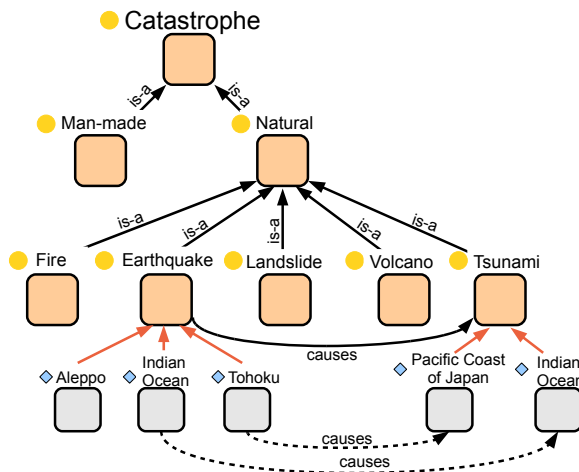 Catastrophe
is-a
is-a
Man-made
Natural
is-a
is-a
is-a
is-a
is-a
Fire
Earthquake
Landslide
Volcano
Tsunami
causes
Aleppo
Indian
Ocean
Tohoku
Pacific Coast
of Japan
Indian
Ocean
causes
causes